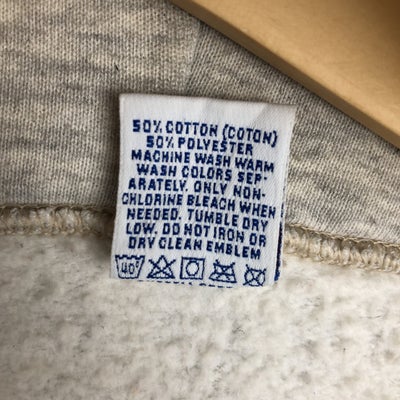 50% COTTON (COTON)
50% POLYESTER
MACHINE WASH WARM
WASH COLORS SEP-
ARATELY. ONLY NON-
CHLORINE BLEACH WHEN
NEEDED. TUMBLE DRY
LOW. DO NOT IRON OR
DRY CLEAN EMBLEM
40°